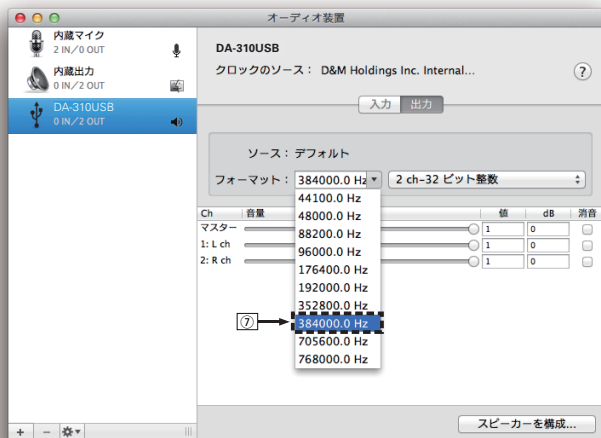 オーディオ装置
内蔵マイク
2 IN/0 OUT
内蔵出力
0 IN/2 OUT
DA-310USB
0 IN/2 OUT
DA-310USB
クロックのソース： D&M Holdings Inc. Internal...
?
入力 出力
ソース： デフォルト
フォーマット： 384000.0 Hz 2 ch-32 ビット整数
44100.0 Hz
48000.0 Hz
88200.0 Hz
96000.0 Hz
176400.0 Hz
192000.0 Hz
352800.0 Hz
⑦ 384000.0 Hz
705600.0 Hz
768000.0 Hz
Ch 音量 値 dB 消音
マスター 1 0
1: L ch 1 0
2: R ch 1 0
+ −
スピーカーを構成...